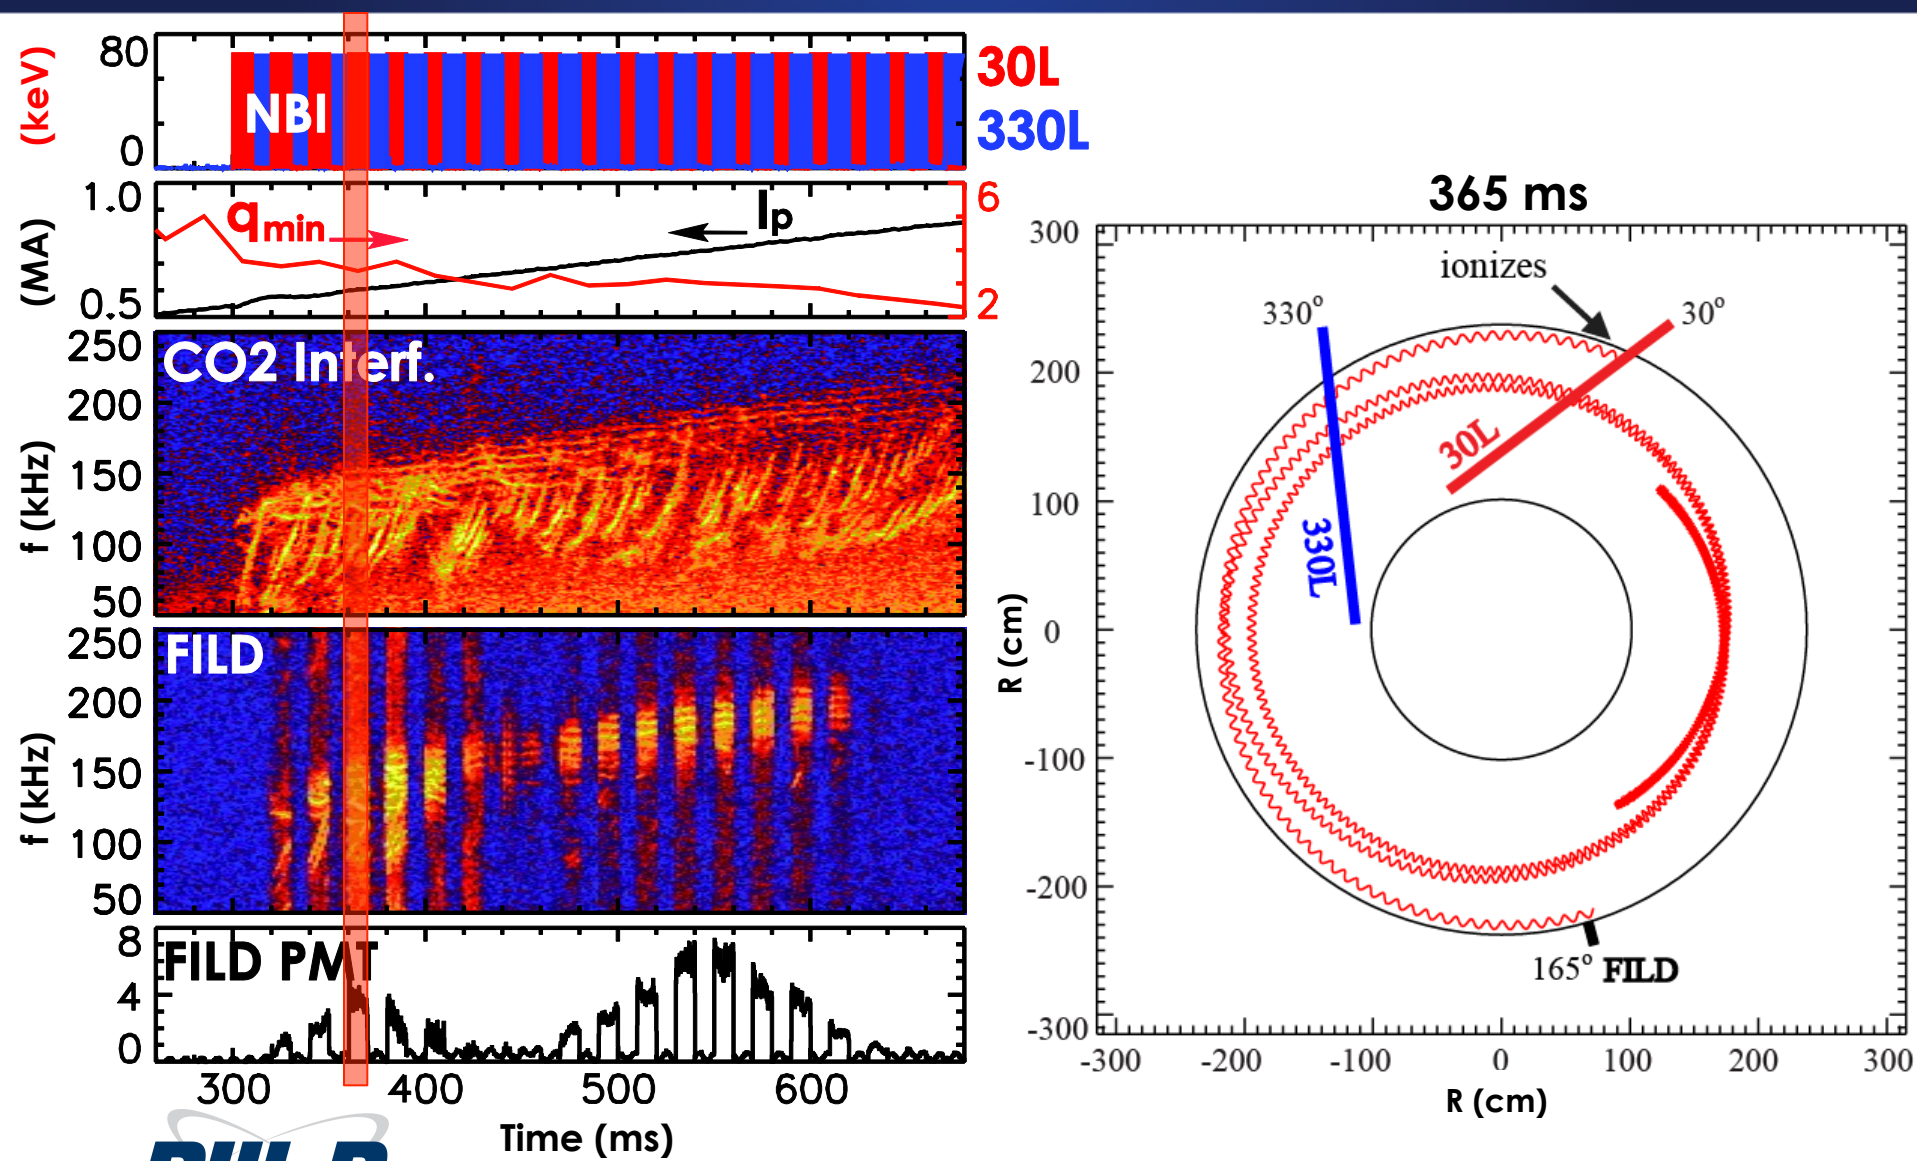 80
0
(keV)
NBI
30L
330L
1.0
0.5
(MA)
qmin
Ip
6
2
250
200
150
100
50
f (kHz)
CO2 Interf.
250
200
150
100
50
f (kHz)
FILD
8
4
0
FILD PMT
300 400 500 600
Time (ms)
DIII-D
365 ms
300
200
100
0
-100
-200
-300
R (cm)
ionizes
330°
30°
30L
330L
165° FILD
-300 -200 -100 0 100 200 300
R (cm)